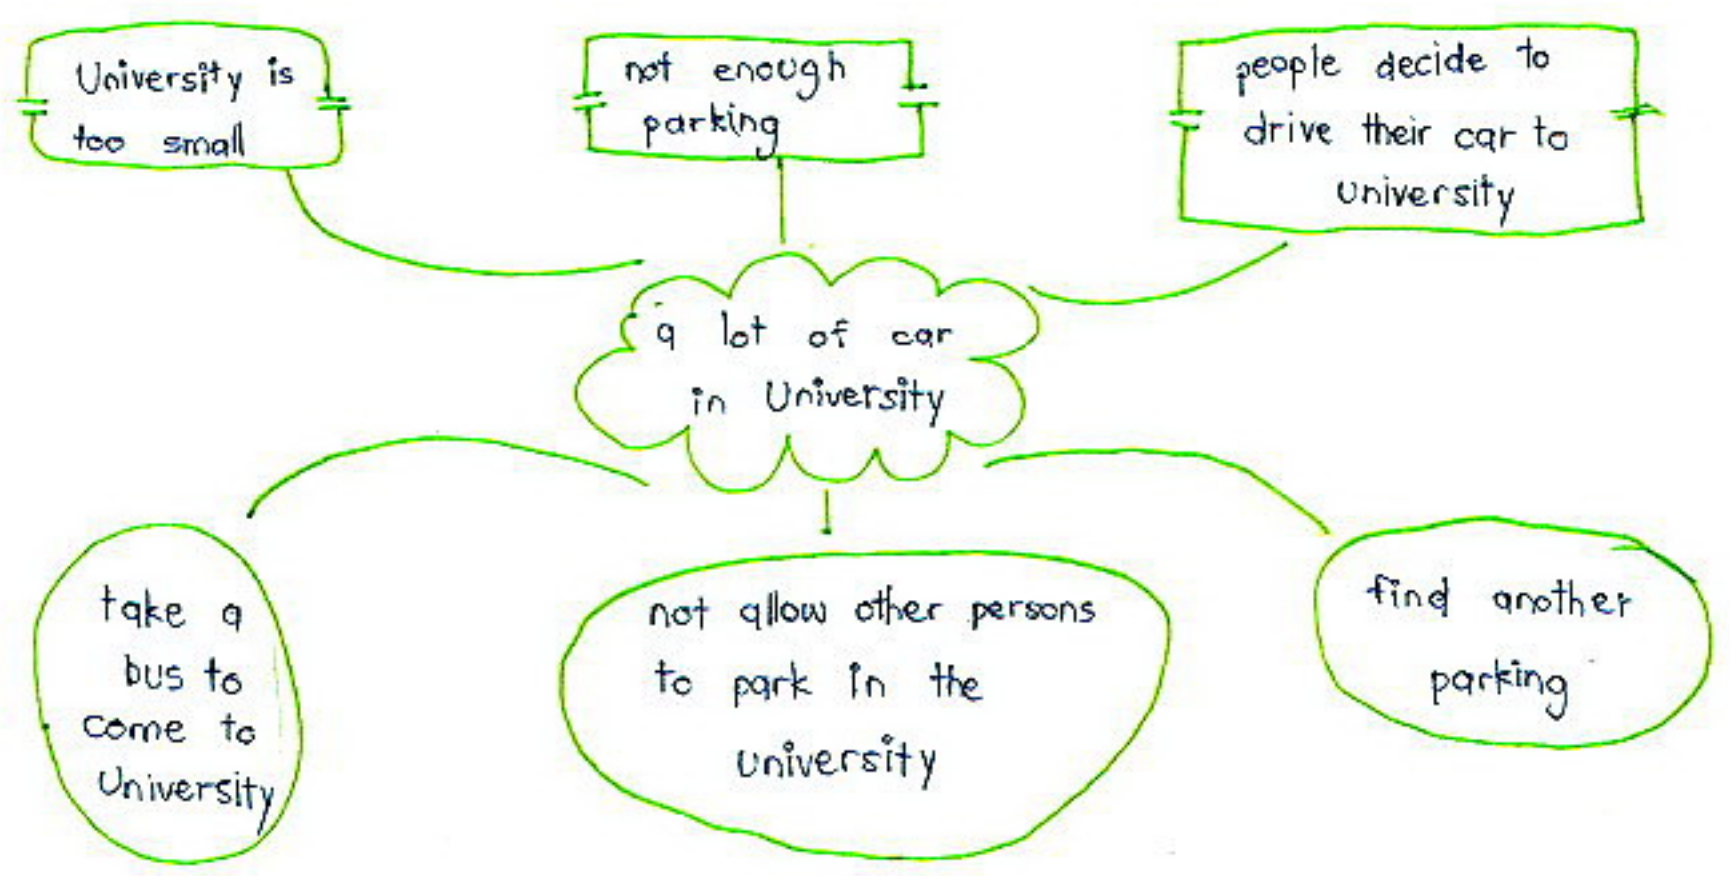 University is
too small
not enough
parking
people decide to
drive their car to
university
a lot of car
in University
take a
bus to
come to
University
not allow other persons
to park in the
university
find another
parking